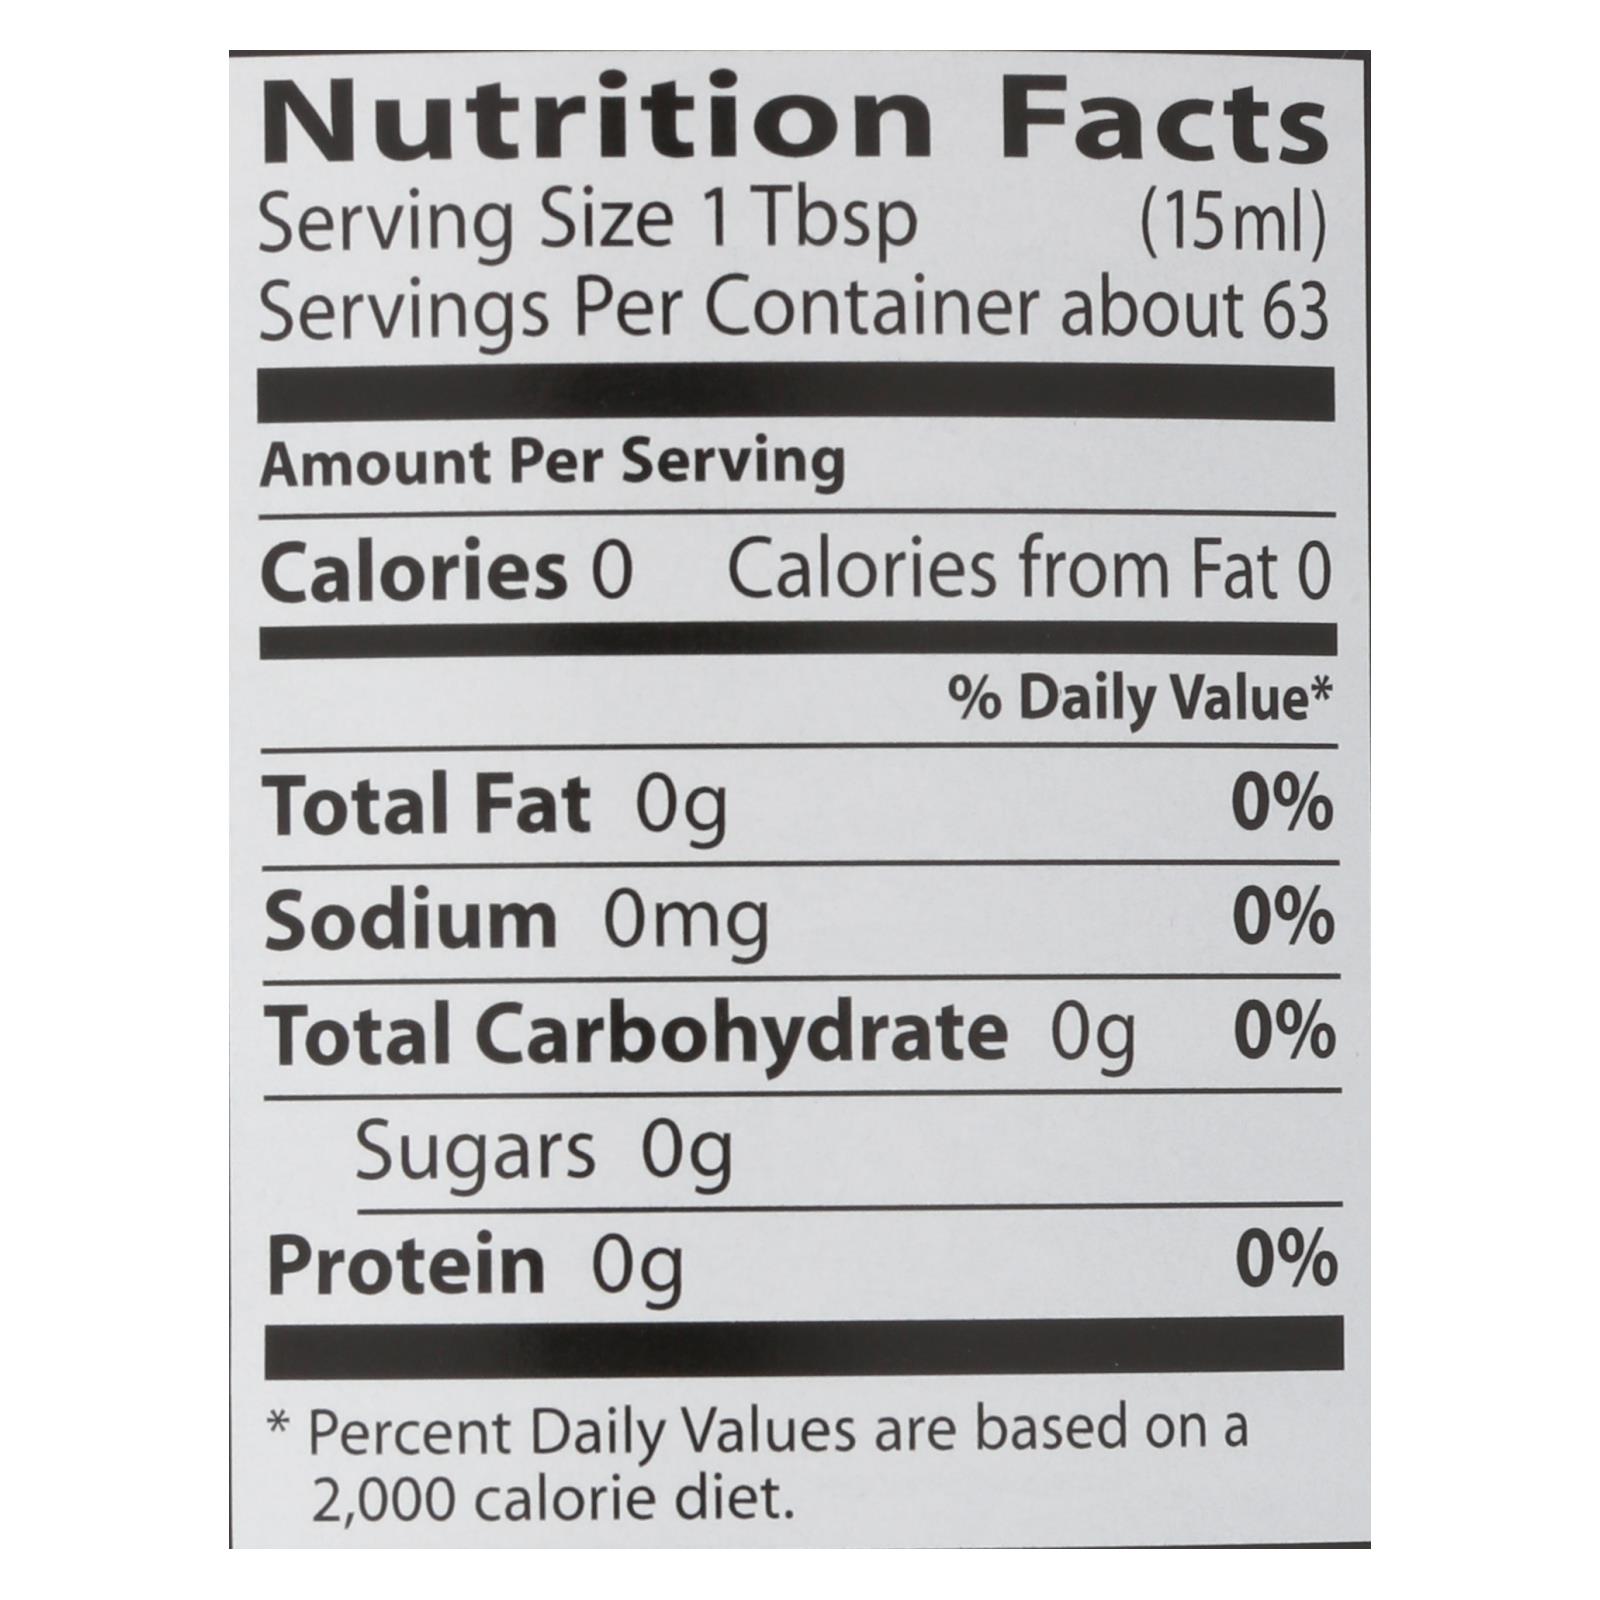 Nutrition Facts
Serving Size 1 Tbsp (15ml)
Servings Per Container about 63
Amount Per Serving
Calories 0 Calories from Fat 0
% Daily Value*
Total Fat 0g 0%
Sodium 0mg 0%
Total Carbohydrate 0g 0%
Sugars 0g
Protein 0g 0%
* Percent Daily Values are based on a
2,000 calorie diet.